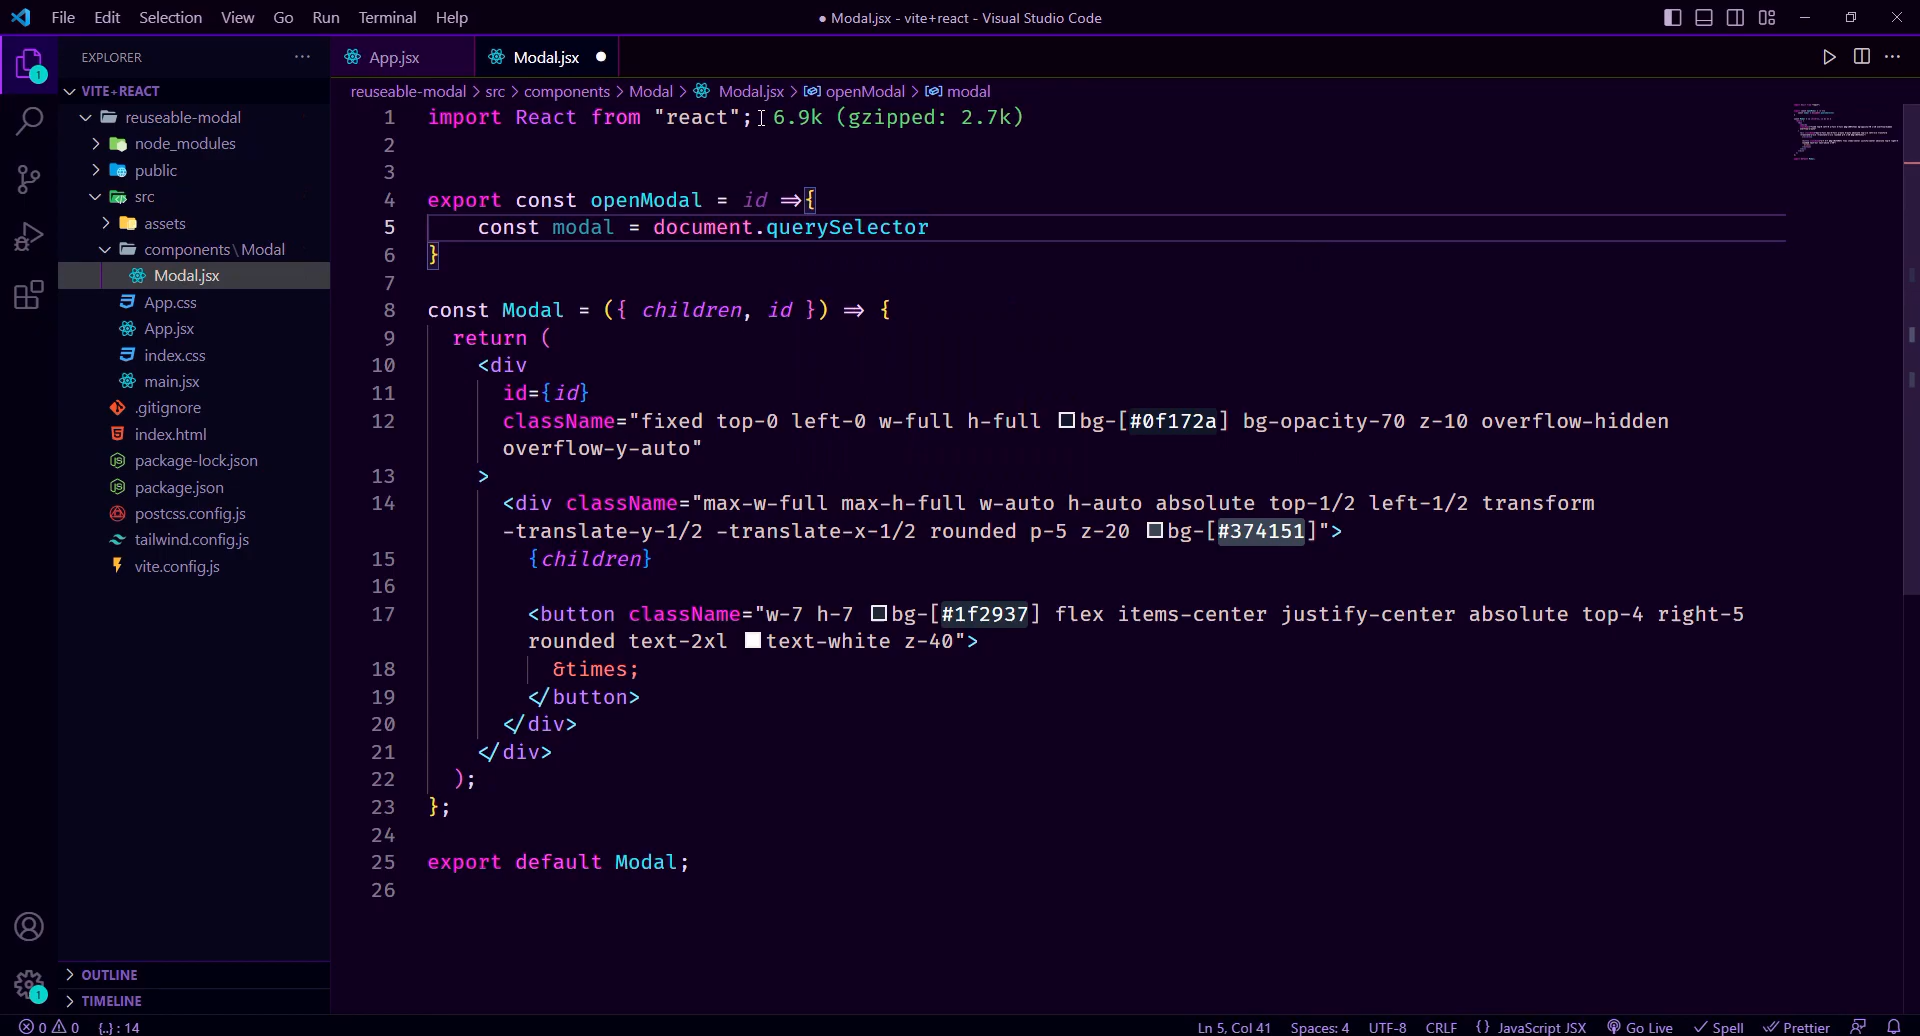 File Edit Selection View Go Run Terminal Help
● Modal.jsx - vite+react - Visual Studio Code
EXPLORER
App.jsx
Modal.jsx
VITE+REACT
reuseable-modal
node_modules
public
src
assets
components\Modal
Modal.jsx
App.css
App.jsx
index.css
main.jsx
.gitignore
index.html
package-lock.json
package.json
postcss.config.js
tailwind.config.js
vite.config.js
OUTLINE
TIMELINE
1
1
reuseable-modal > src > components > Modal > Modal.jsx > openModal > modal
1 import React from "react"; 6.9k (gzipped: 2.7k)
2
3
4 export const openModal = id =>{
5 const modal = document.querySelector
6 }
7
8 const Modal = ({ children, id }) => {
9 return (
10 <div
11 id={id}
12 className="fixed top-0 left-0 w-full h-full bg-[#0f172a] bg-opacity-70 z-10 overflow-hidden
overflow-y-auto"
13 >
14 <div className="max-w-full max-h-full w-auto h-auto absolute top-1/2 left-1/2 transform
-translate-y-1/2 -translate-x-1/2 rounded p-5 z-20 bg-[#374151]">
15 {children}
16
17 <button className="w-7 h-7 bg-[#1f2937] flex items-center justify-center absolute top-4 right-5
rounded text-2xl text-white z-40">
18 &times;
19 </button>
20 </div>
21 </div>
22 );
23 };
24
25 export default Modal;
26
0 0 {..} : 14
Ln 5, Col 41 Spaces: 4 UTF-8 CRLF {} JavaScript JSX Go Live Spell Prettier